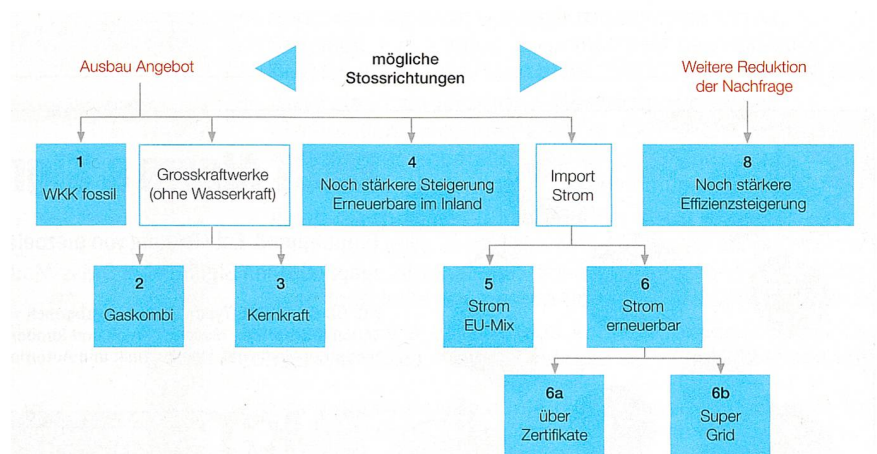 Ausbau Angebot
mögliche
Stossrichtungen
Weitere Reduktion
der Nachfrage
1
WKK fossil
Grosskraftwerke
(ohne Wasserkraft)
4
Noch stärkere Steigerung
Erneuerbare im Inland
Import
Strom
8
Noch stärkere
Effizienzsteigerung
2
Gaskombi
3
Kernkraft
5
Strom
EU-Mix
6
Strom
erneuerbar
6a
über
Zertifikate
6b
Super
Grid